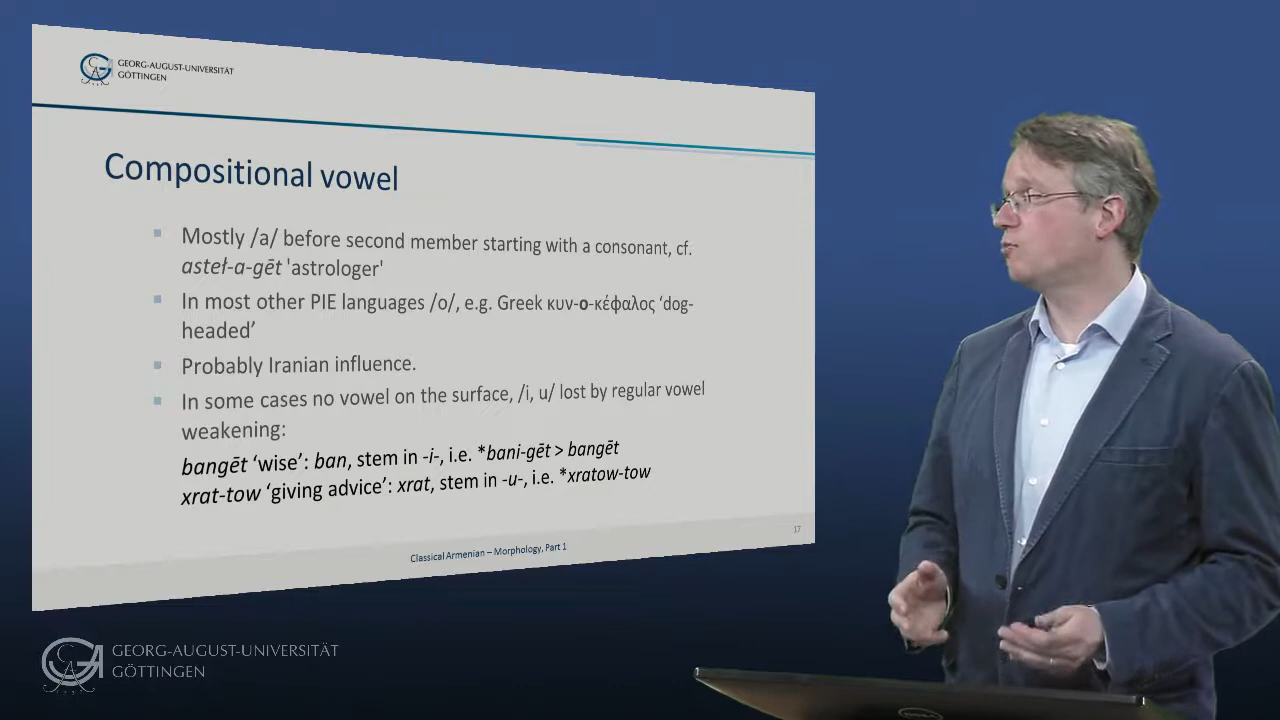 GEORG-AUGUST-UNIVERSITÄT
GÖTTINGEN
Compositional vowel
Mostly /a/ before second member starting with a consonant, cf.
asteł-a-gēt 'astrologer'
In most other PIE languages /o/, e.g. Greek κυν-ο-κέφαλος ‘dog-
headed’
Probably Iranian influence.
In some cases no vowel on the surface, /i, u/ lost by regular vowel
weakening:
bangēt ‘wise’: ban, stem in -i-, i.e. *bani-gēt > bangēt
xrat-tow ‘giving advice’: xrat, stem in -u-, i.e. *xratow-tow
17
Classical Armenian – Morphology, Part 1
GEORG-AUGUST-UNIVERSITÄT
GÖTTINGEN